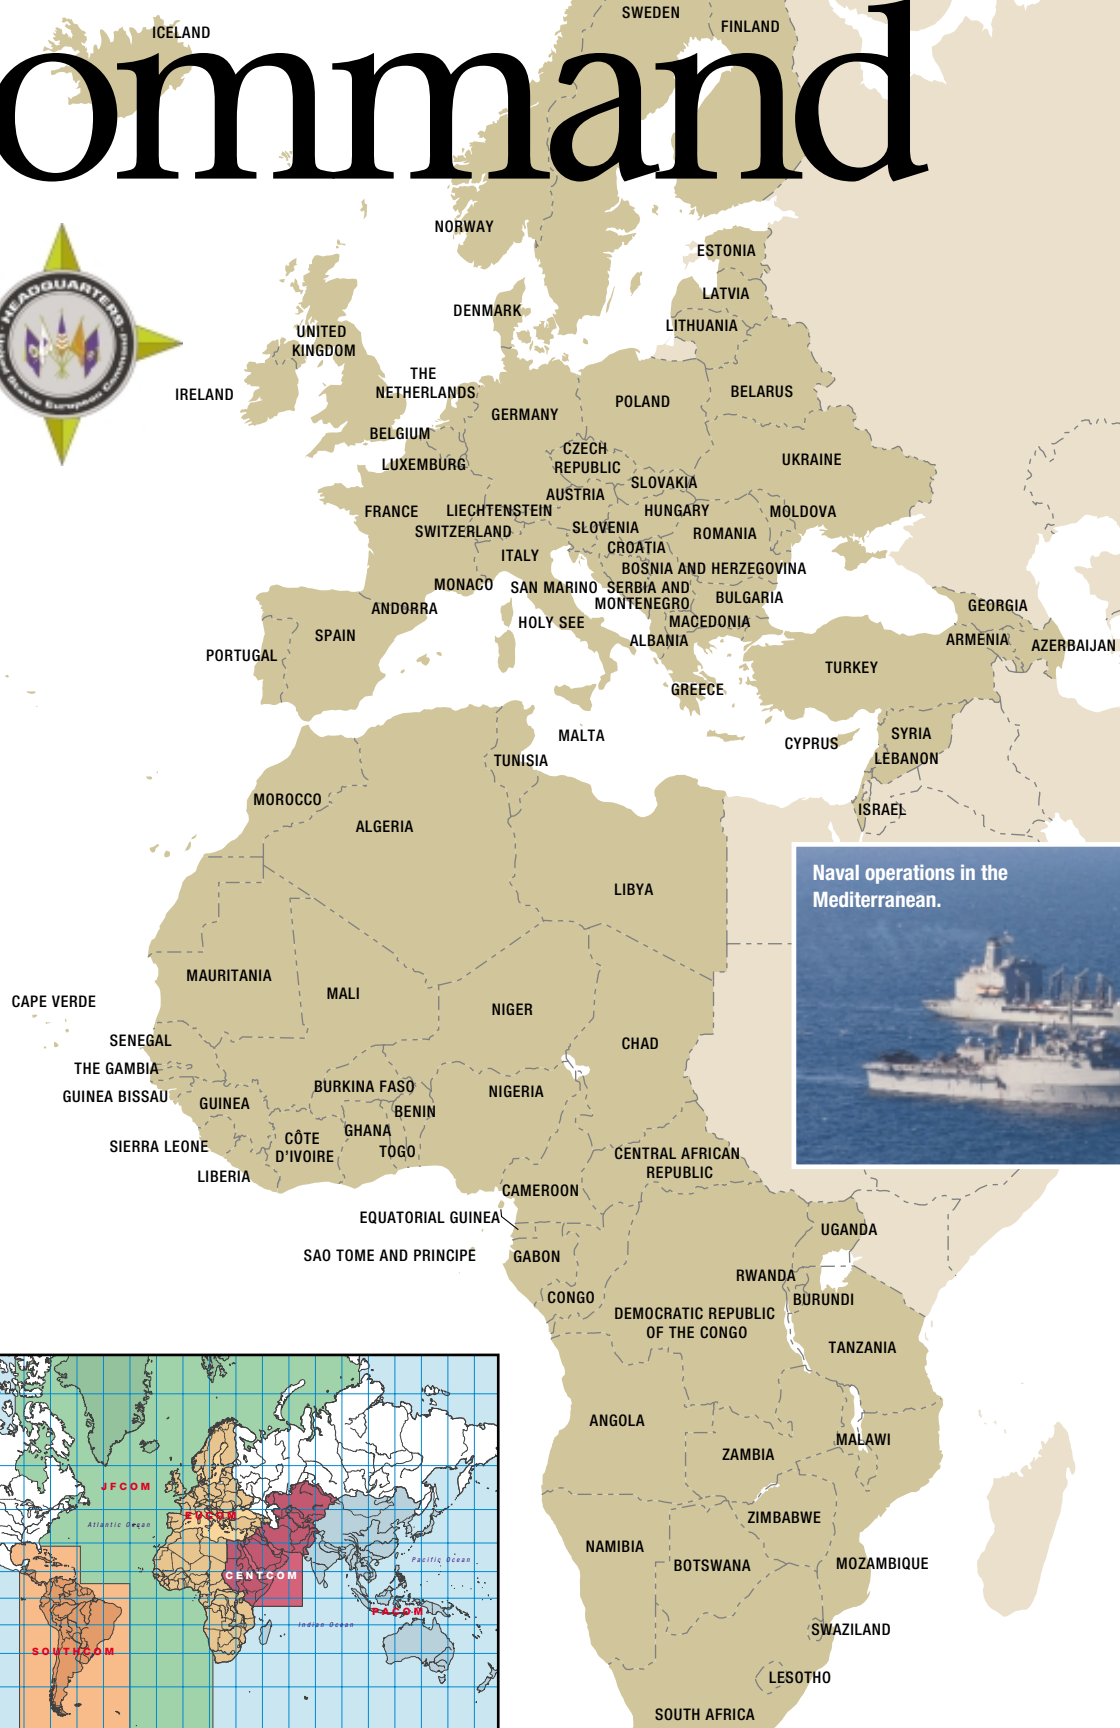 ommand
ICELAND
SWEDEN
FINLAND
NORWAY
HEADQUARTERS
United States European Command
ESTONIA
LATVIA
DENMARK
LITHUANIA
UNITED
KINGDOM
THE
NETHERLANDS
IRELAND
BELARUS
POLAND
GERMANY
BELGIUM
CZECH
REPUBLIC
UKRAINE
LUXEMBURG
SLOVAKIA
AUSTRIA
FRANCE
LIECHTENSTEIN
HUNGARY
MOLDOVA
SWITZERLAND
SLOVENIA
ROMANIA
CROATIA
ITALY
BOSNIA AND HERZEGOVINA
MONACO
SAN MARINO
SERBIA AND
MONTENEGRO
BULGARIA
ANDORRA
GEORGIA
HOLY SEE
MACEDONIA
SPAIN
ALBANIA
ARMENIA
AZERBAIJAN
PORTUGAL
TURKEY
GREECE
MALTA
CYPRUS
SYRIA
TUNISIA
LEBANON
MOROCCO
ISRAEL
ALGERIA
Naval operations in the
Mediterranean.
LIBYA
MAURITANIA
MALI
CAPE VERDE
NIGER
SENEGAL
CHAD
THE GAMBIA
BURKINA FASO
NIGERIA
GUINEA BISSAU
GUINEA
BENIN
GHANA
SIERRA LEONE
CÔTE
D'IVOIRE
TOGO
CENTRAL AFRICAN
REPUBLIC
LIBERIA
CAMEROON
EQUATORIAL GUINEA
UGANDA
SAO TOME AND PRINCIPE
GABON
RWANDA
CONGO
BURUNDI
DEMOCRATIC REPUBLIC
OF THE CONGO
TANZANIA
ANGOLA
MALAWI
ZAMBIA
ZIMBABWE
NAMIBIA
BOTSWANA
MOZAMBIQUE
SWAZILAND
LESOTHO
SOUTH AFRICA
JFCOM
Atlantic Ocean
EUCOM
Pacific Ocean
CENTCOM
PACOM
Indian Ocean
SOUTHCOM